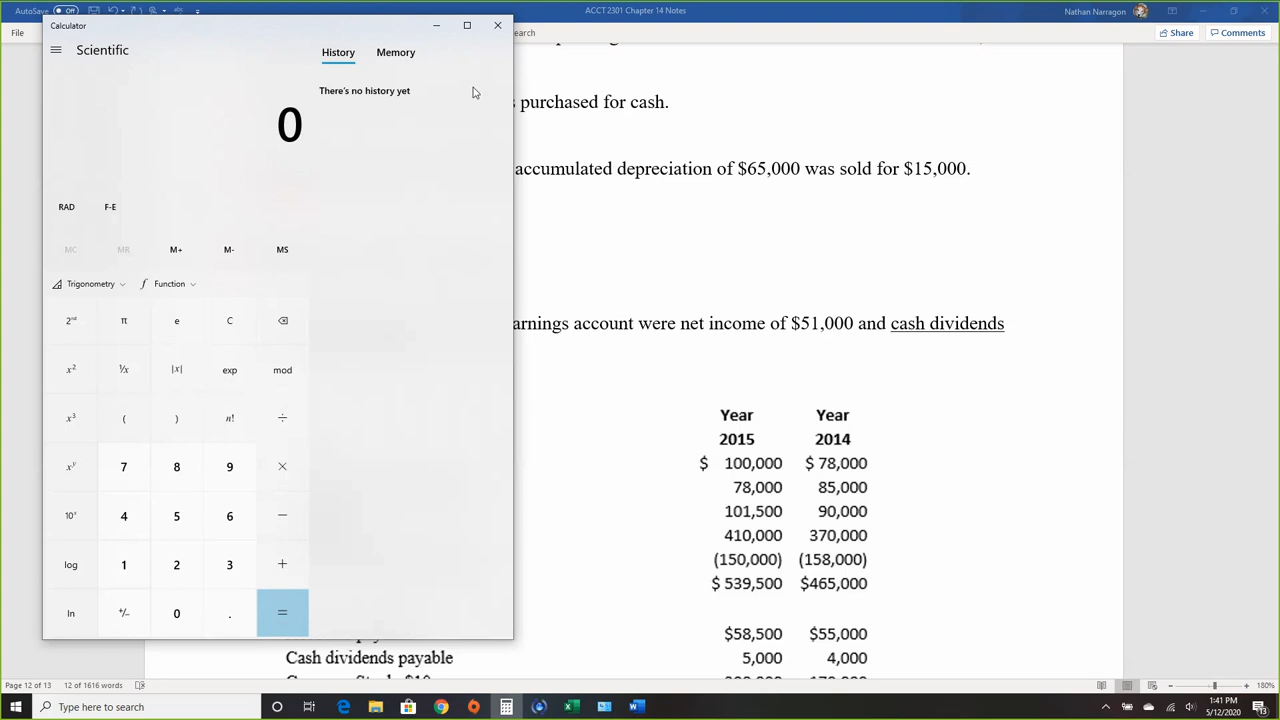 AutoSave Off
ACCT 2301 Chapter 14 Notes
Nathan Narragon
File
earch
Share
Comments
Calculator
Scientific
History
Memory
There's no history yet
0
RAD
F-E
MC
MR
M+
M-
MS
Trigonometry
f Function
2nd
π
e
C
x²
¹⁄x
|x|
exp
mod
x³
(
)
n!
÷
xʸ
7
8
9
×
10ˣ
4
5
6
−
log
1
2
3
+
ln
+/−
0
.
=
s purchased for cash.
accumulated depreciation of $65,000 was sold for $15,000.
arnings account were net income of $51,000 and cash dividends
Year Year
2015 2014
$ 100,000 $ 78,000
78,000 85,000
101,500 90,000
410,000 370,000
(150,000) (158,000)
$ 539,500 $465,000
$58,500 $55,000
Cash dividends payable 5,000 4,000
Page 12 of 13
12 of 1616 words
180%
Type here to search
1:41 PM
5/12/2020